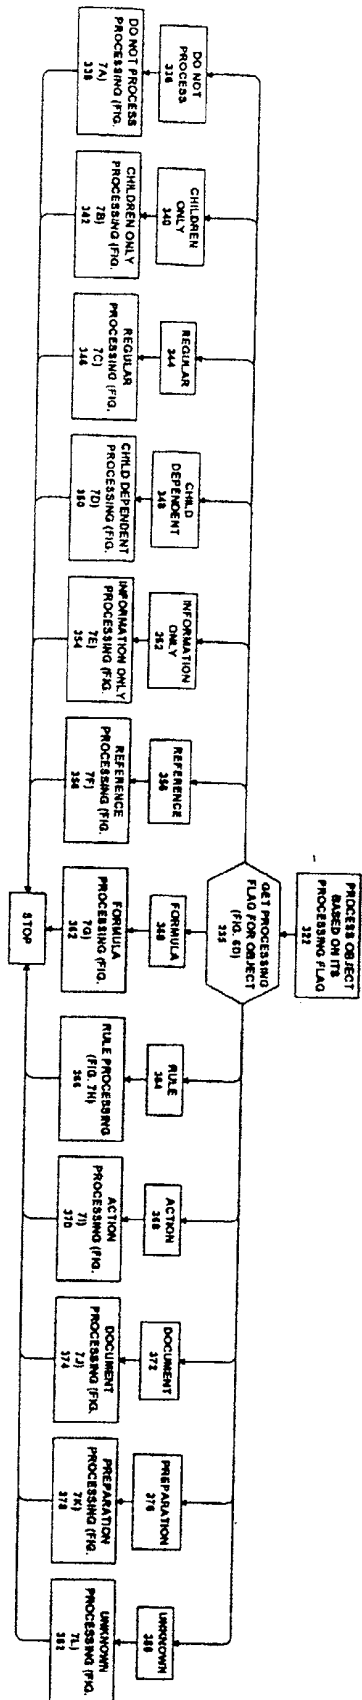 PROCESS OBJECT
BASED ON ITS
PROCESSING FLAG
322
GET PROCESSING
FLAG FOR OBJECT
(FIG. 6D)
335
DO NOT
PROCESS
336
CHILDREN
ONLY
340
REGULAR
344
CHILD
DEPENDENT
348
INFORMATION
ONLY
352
REFERENCE
356
FORMULA
RULE
364
ACTION
368
DOCUMENT
372
PREPARATION
376
UNKNOWN
380
DO NOT PROCESS
PROCESSING (FIG.
7A)
338
CHILDREN ONLY
PROCESSING (FIG.
7B)
342
REGULAR
PROCESSING (FIG.
7C)
346
CHILD DEPENDENT
PROCESSING (FIG.
7D)
350
INFORMATION ONLY
PROCESSING (FIG.
7E)
354
REFERENCE
PROCESSING (FIG.
7F)
FORMULA
PROCESSING (FIG.
7G)
362
RULE PROCESSING
(FIG. 7H)
366
ACTION
PROCESSING (FIG.
7I)
370
DOCUMENT
PROCESSING (FIG.
7J)
374
PREPARATION
PROCESSING (FIG.
7K)
378
UNKNOWN
PROCESSING (FIG.
7L)
382
STOP